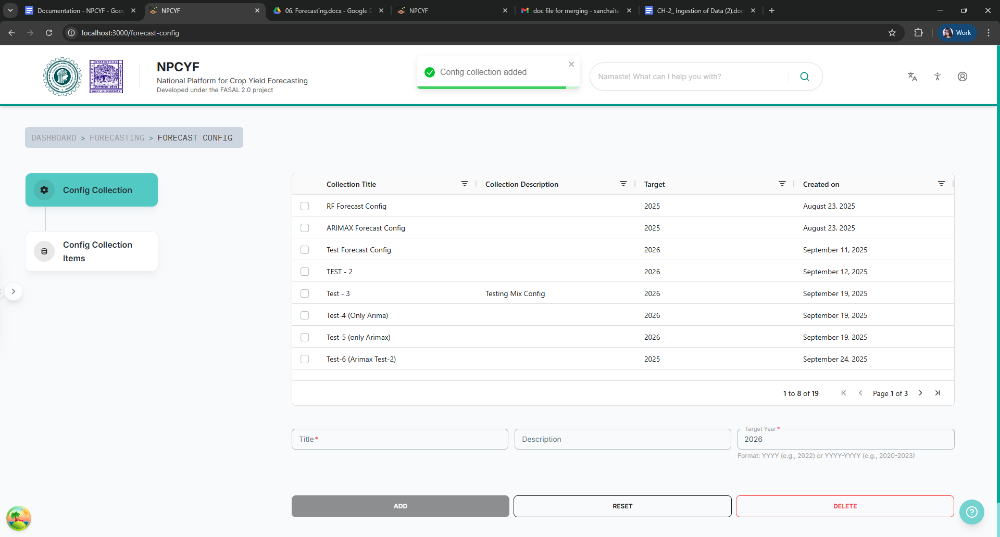 Documentation - NPCYF - Goog
NPCYF
06. Forecasting.docx - Google D
NPCYF
doc file for merging - sanchaita
CH-2_ Ingestion of Data (2).doc
localhost:3000/forecast-config
Work
STATISTICAL
INDIAN
INSTITUTE
UNITY IN DIVERSITY
NPCYF
National Platform for Crop Yield Forecasting
Developed under the FASAL 2.0 project
Config collection added
Namaste! What can I help you with?
DASHBOARD > FORECASTING > FORECAST CONFIG
Config Collection
Config Collection
Items
Collection Title Collection Description Target Created on
RF Forecast Config 2025 August 23, 2025
ARIMAX Forecast Config 2025 August 23, 2025
Test Forecast Config 2026 September 11, 2025
TEST - 2 2026 September 12, 2025
Test - 3 Testing Mix Config 2026 September 19, 2025
Test-4 (Only Arima) 2026 September 19, 2025
Test-5 (only Arimax) 2026 September 19, 2025
Test-6 (Arimax Test-2) 2025 September 24, 2025
1 to 8 of 19 Page 1 of 3
Title*
Description
Target Year*
2026
Format: YYYY (e.g., 2022) or YYYY-YYYY (e.g., 2020-2023)
ADD
RESET
DELETE